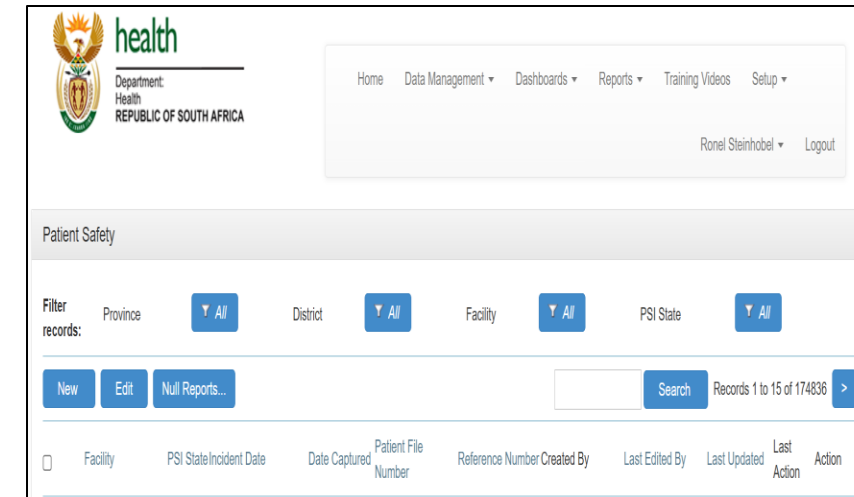 health
Department:
Health
REPUBLIC OF SOUTH AFRICA
Home Data Management Dashboards Reports Training Videos Setup
Ronel Steinhobel Logout
Patient Safety
Filter records: Province All District All Facility All PSI State All
New Edit Null Reports... Search Records 1 to 15 of 174836 >
Facility PSI State Incident Date Date Captured Patient File Number Reference Number Created By Last Edited By Last Updated Last Action Action